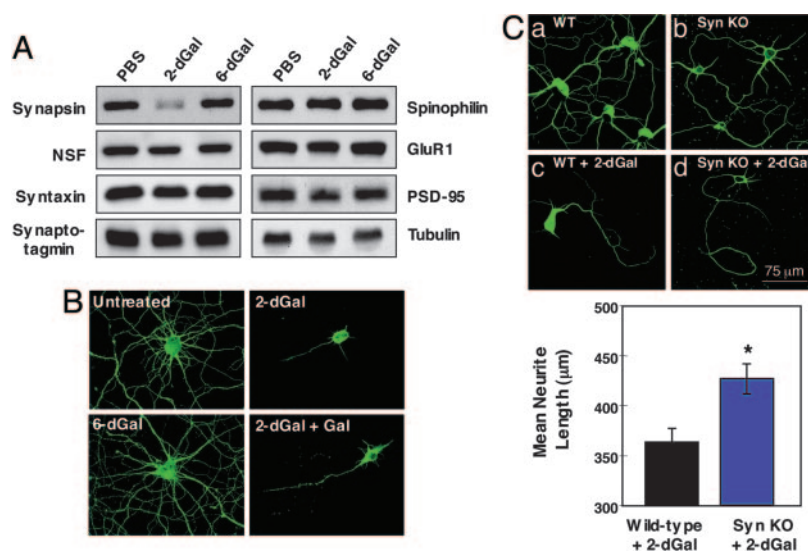 A
PBS
2-dGal
6-dGal
PBS
2-dGal
6-dGal
Synapsin
Spinophilin
NSF
GluR1
Syntaxin
PSD-95
Synapto-
tagmin
Tubulin
B
Untreated
2-dGal
6-dGal
2-dGal + Gal
C
a
WT
b
Syn KO
c
WT + 2-dGal
d
Syn KO + 2-dGal
75 μm
Mean Neurite
Length (μm)
500
450
400
350
300
*
Wild-type
+ 2-dGal
Syn KO
+ 2-dGal